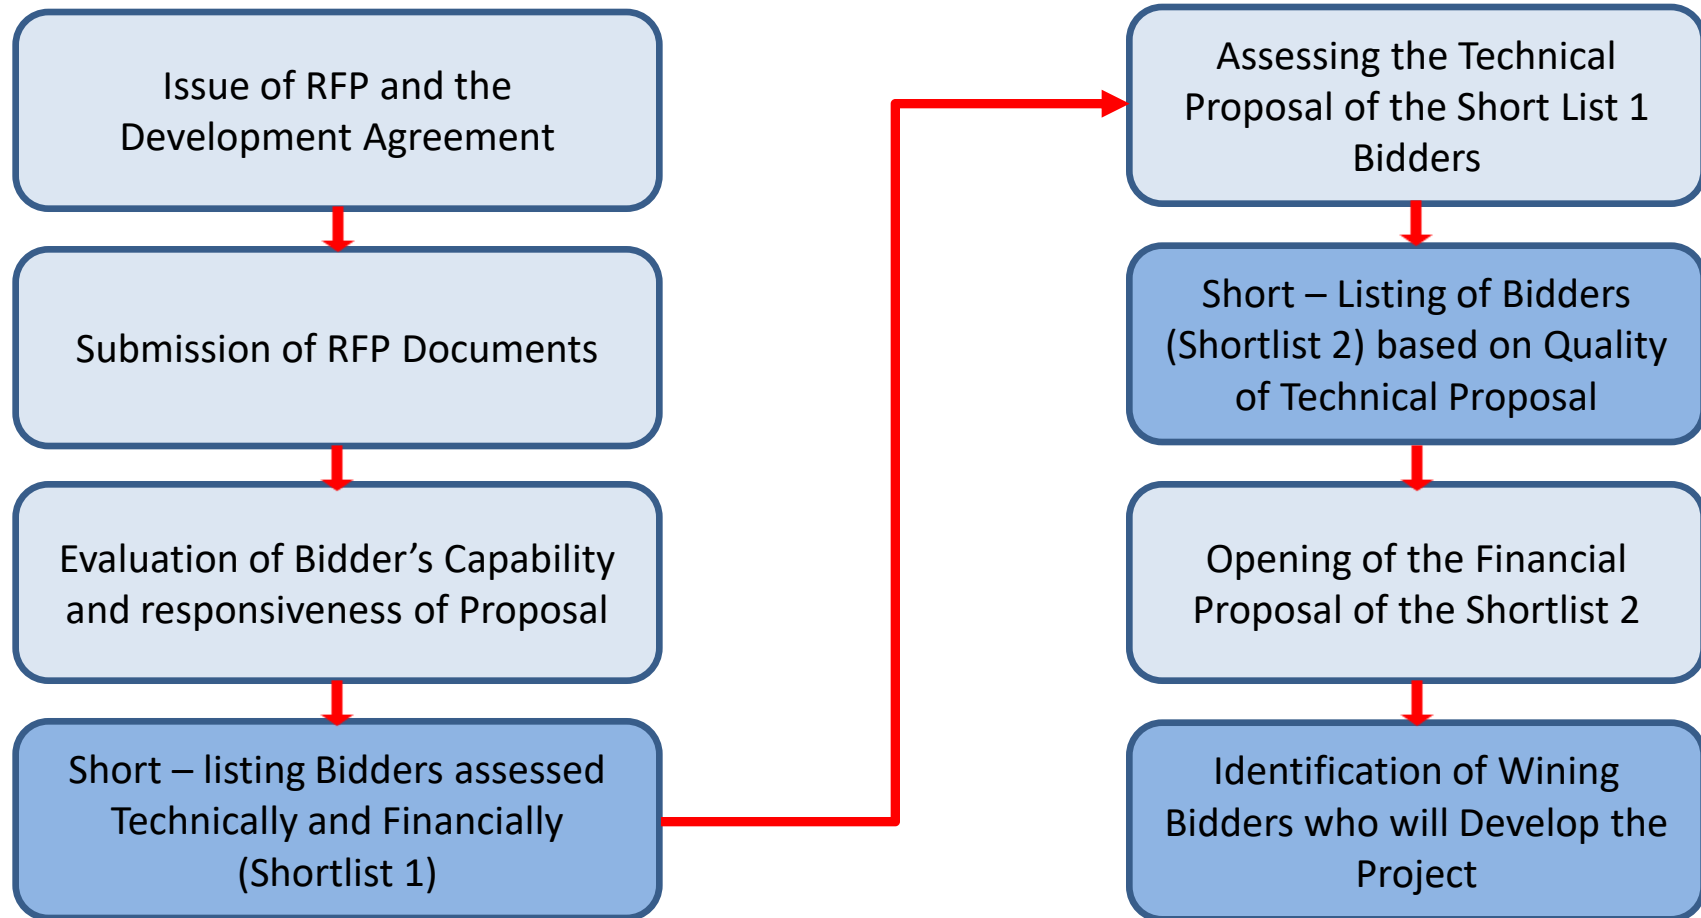 Issue of RFP and the
Development Agreement
Submission of RFP Documents
Evaluation of Bidder’s Capability
and responsiveness of Proposal
Short – listing Bidders assessed
Technically and Financially
(Shortlist 1)
Assessing the Technical
Proposal of the Short List 1
Bidders
Short – Listing of Bidders
(Shortlist 2) based on Quality
of Technical Proposal
Opening of the Financial
Proposal of the Shortlist 2
Identification of Wining
Bidders who will Develop the
Project